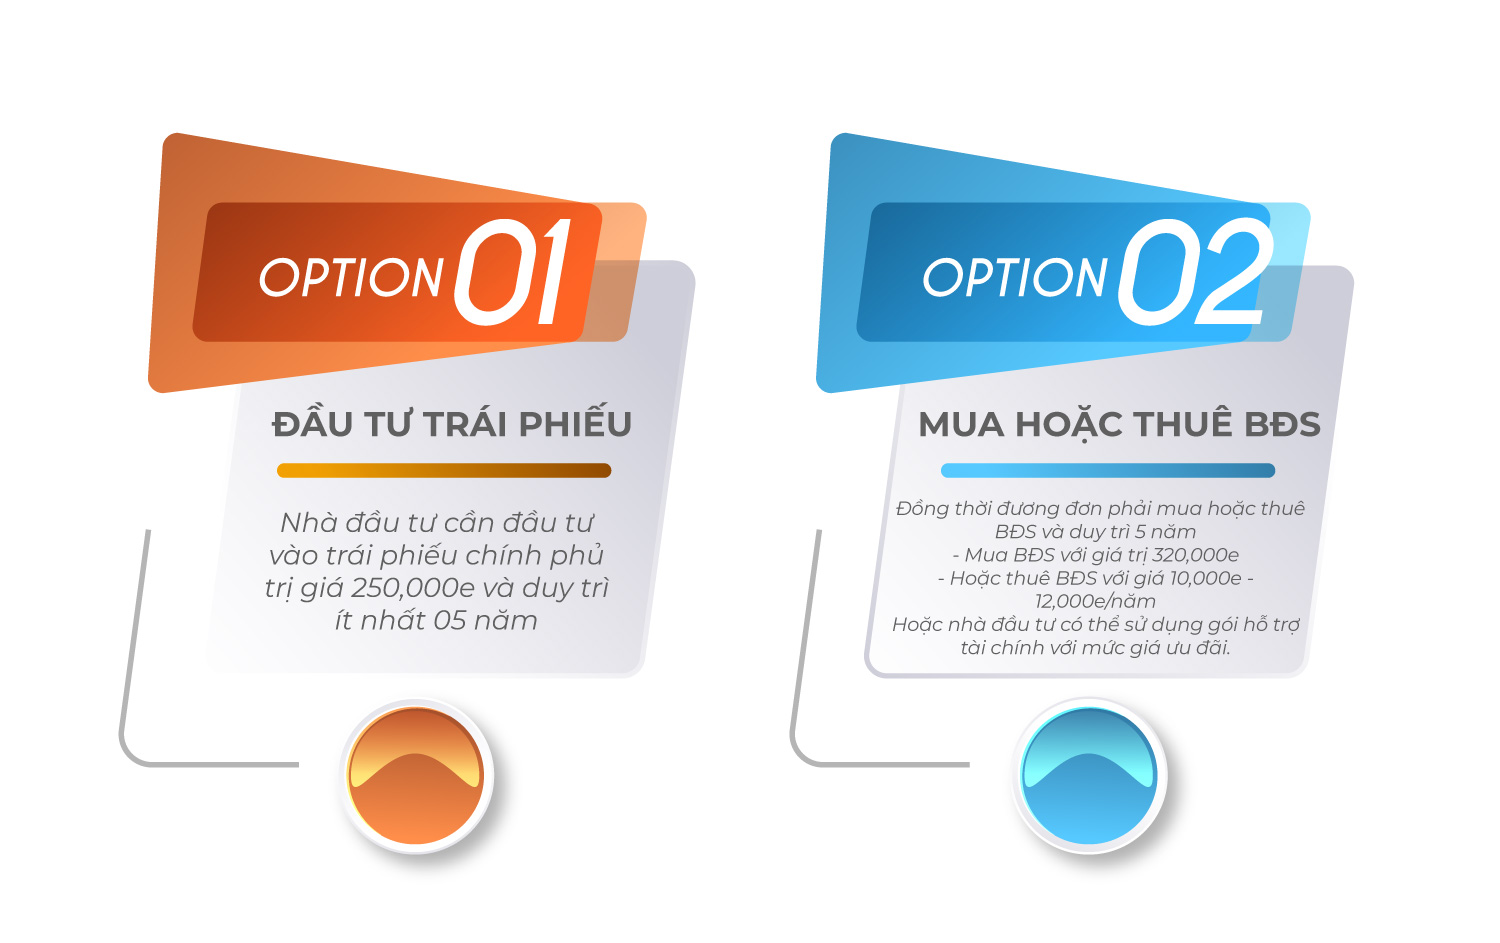 OPTION 01
ĐẦU TƯ TRÁI PHIẾU
Nhà đầu tư cần đầu tư
vào trái phiếu chính phủ
trị giá 250,000e và duy trì
ít nhất 05 năm
OPTION 02
MUA HOẶC THUÊ BĐS
Đồng thời đương đơn phải mua hoặc thuê
BĐS và duy trì 5 năm
- Mua BĐS với giá trị 320,000e
- Hoặc thuê BĐS với giá 10,000e -
12,000e/năm
Hoặc nhà đầu tư có thể sử dụng gói hỗ trợ
tài chính với mức giá ưu đãi.